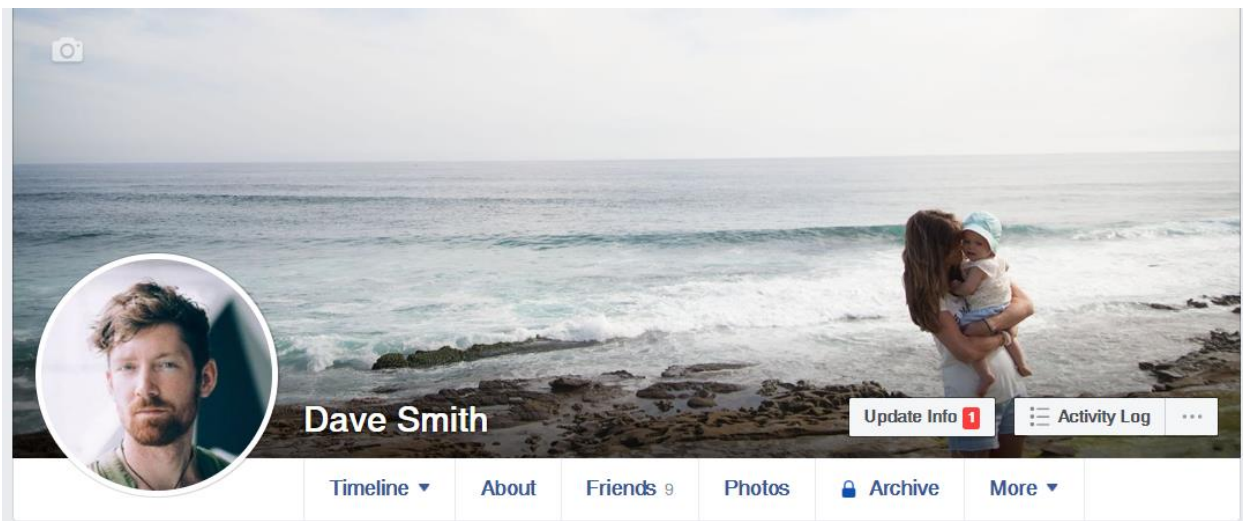 Dave Smith
Update Info 1
Activity Log
Timeline
About
Friends 9
Photos
Archive
More